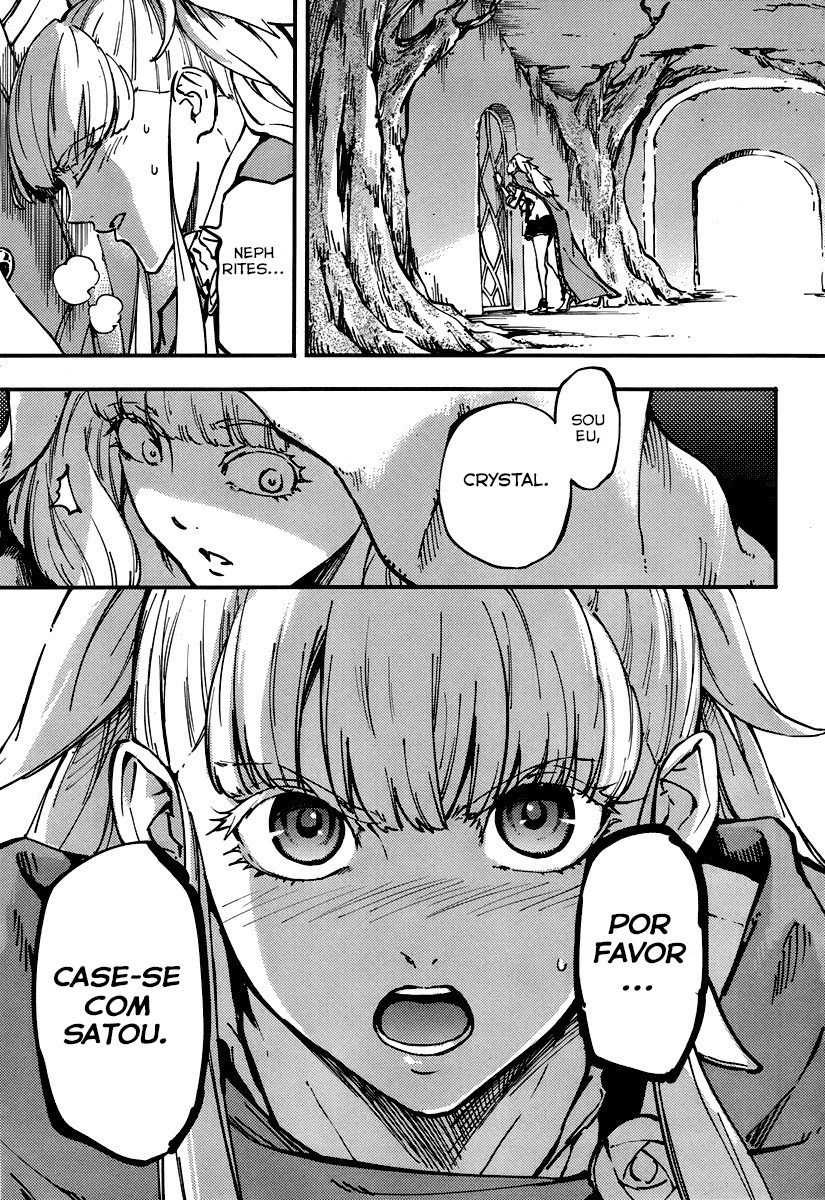 NEPH
RITES...
SOU
EU,
CRYSTAL.
POR
FAVOR
...
CASE-SE
COM
SATOU.